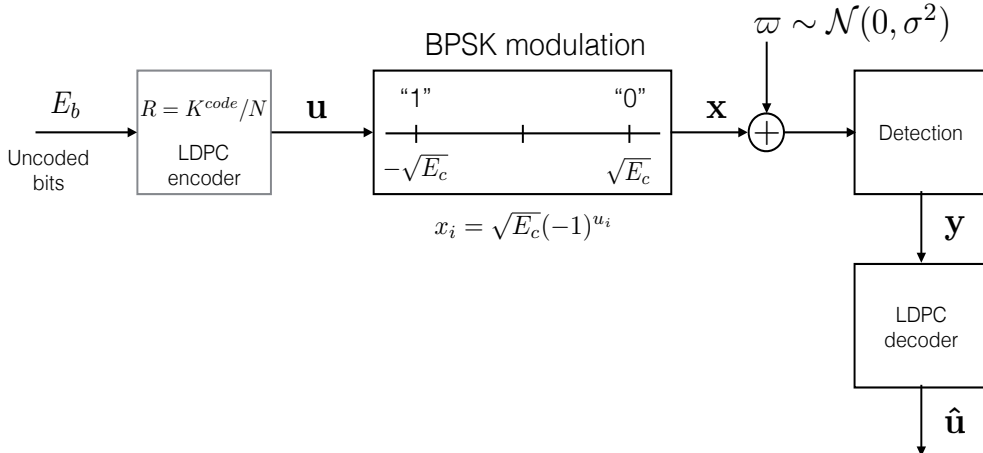 ϖ ∼ N(0, σ²)
BPSK modulation
E_b
R = K^{code}/N
u
"1"
"0"
x
+
Detection
Uncoded
bits
LDPC
encoder
−√E_c
√E_c
x_i = √E_c(−1)^{u_i}
y
LDPC
decoder
û